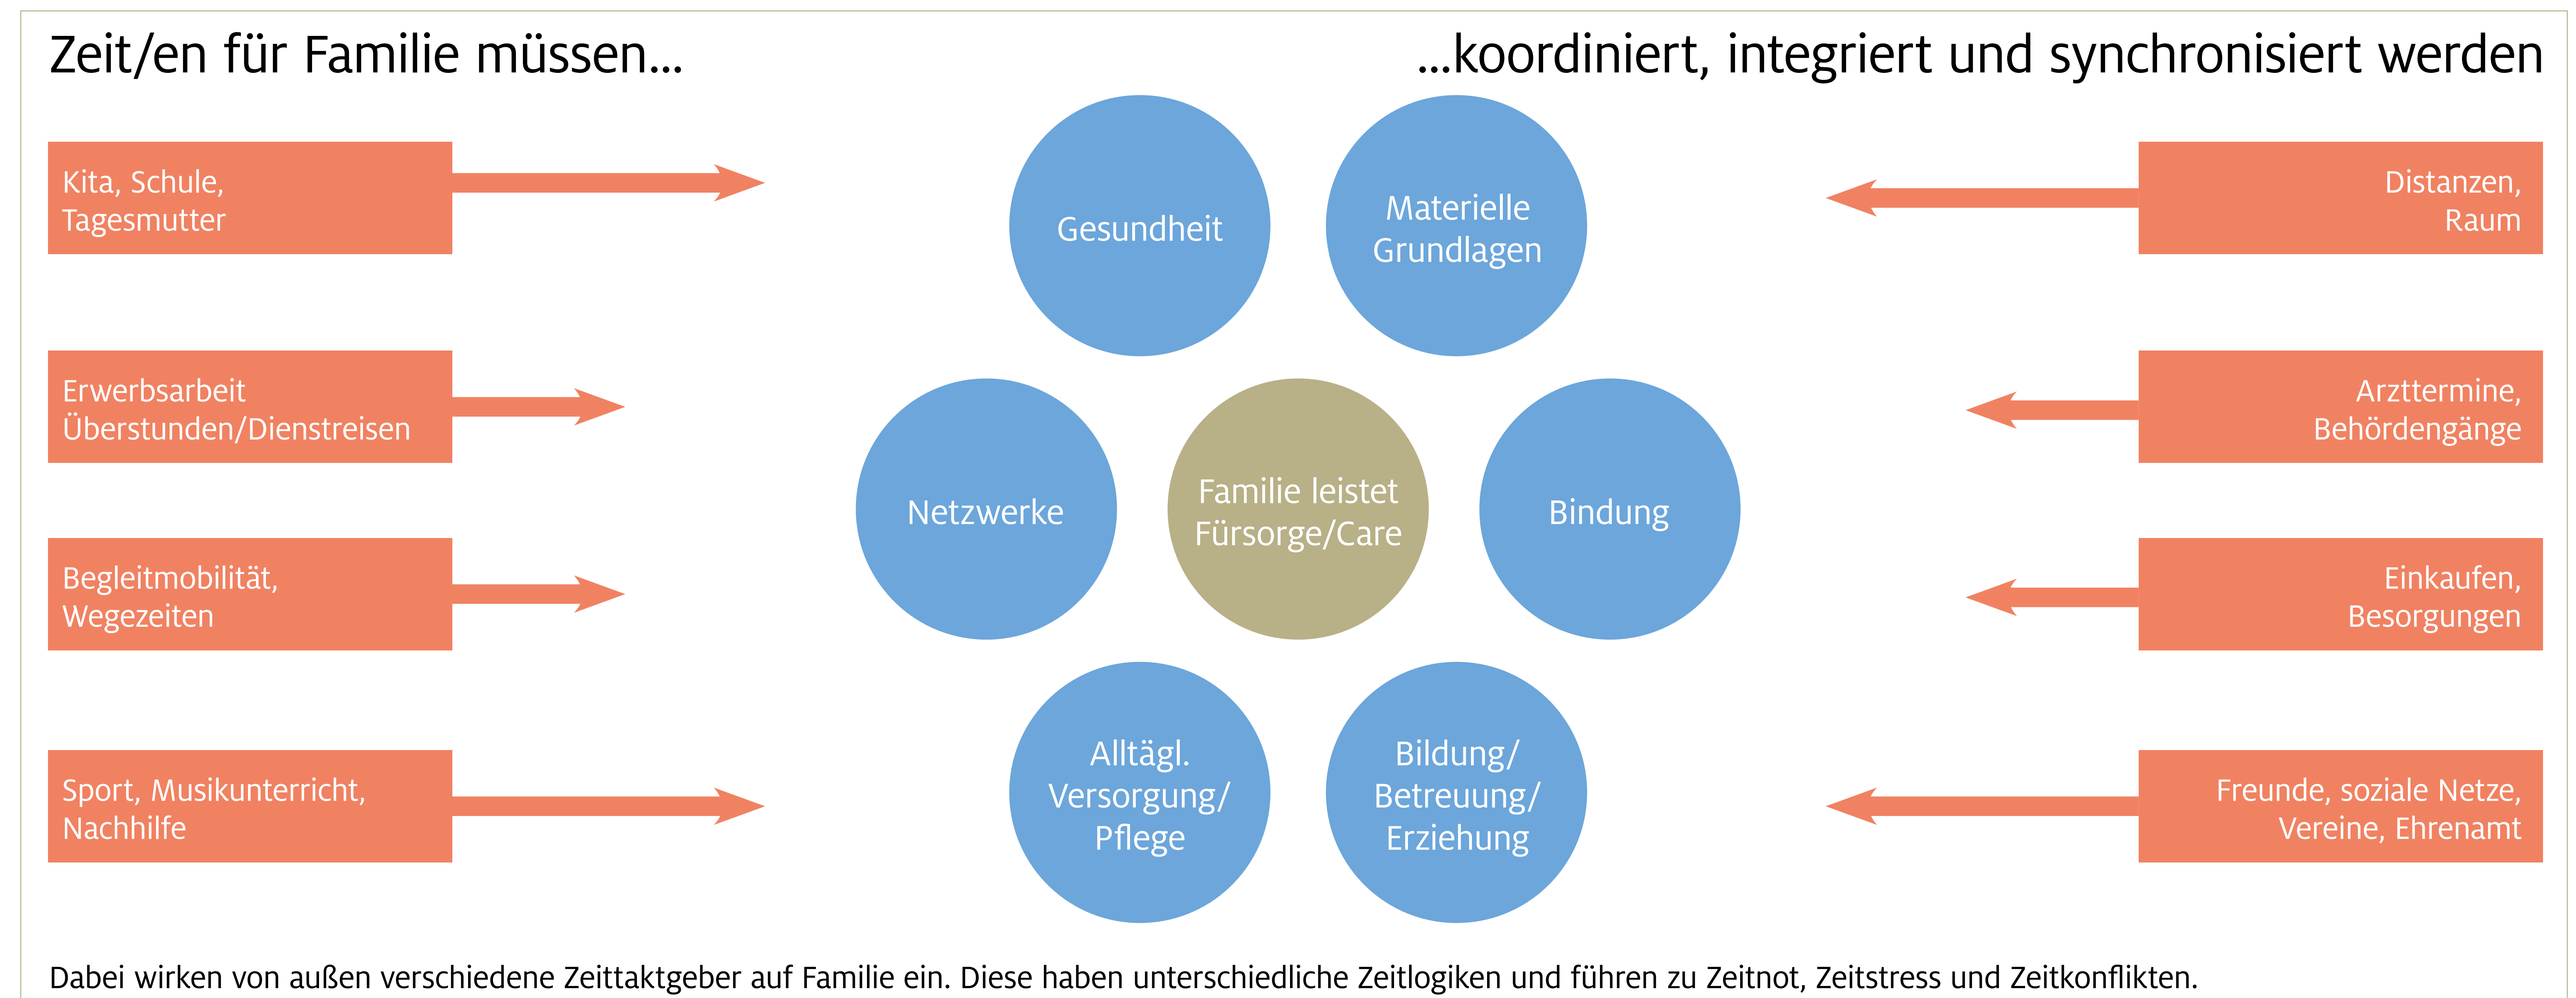 Zeit/en für Familie müssen...
...koordiniert, integriert und synchronisiert werden
Kita, Schule,
Tagesmutter
Erwerbsarbeit
Überstunden/Dienstreisen
Begleitmobilität,
Wegezeiten
Sport, Musikunterricht,
Nachhilfe
Gesundheit
Materielle
Grundlagen
Netzwerke
Familie leistet
Fürsorge/Care
Bindung
Alltägl.
Versorgung/
Pflege
Bildung/
Betreuung/
Erziehung
Distanzen,
Raum
Arzttermine,
Behördengänge
Einkaufen,
Besorgungen
Freunde, soziale Netze,
Vereine, Ehrenamt
Dabei wirken von außen verschiedene Zeittaktgeber auf Familie ein. Diese haben unterschiedliche Zeitlogiken und führen zu Zeitnot, Zeitstress und Zeitkonflikten.